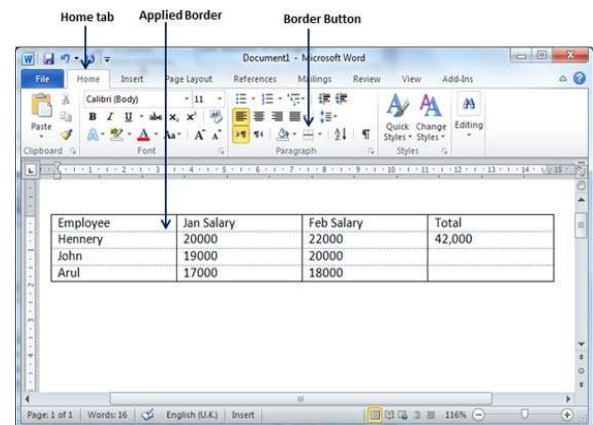 Home tab Applied Border Border Button
Document1 - Microsoft Word
File Home Insert Page Layout References Mailings Review View Add-Ins
Calibri (Body) 11
Paste B I U abc x₂ x² Quick Styles Change Styles Editing
Clipboard Font Paragraph Styles
Employee Jan Salary Feb Salary Total
Hennery 20000 22000 42,000
John 19000 20000
Arul 17000 18000
Page: 1 of 1 Words: 16 English (U.K.) Insert 116%